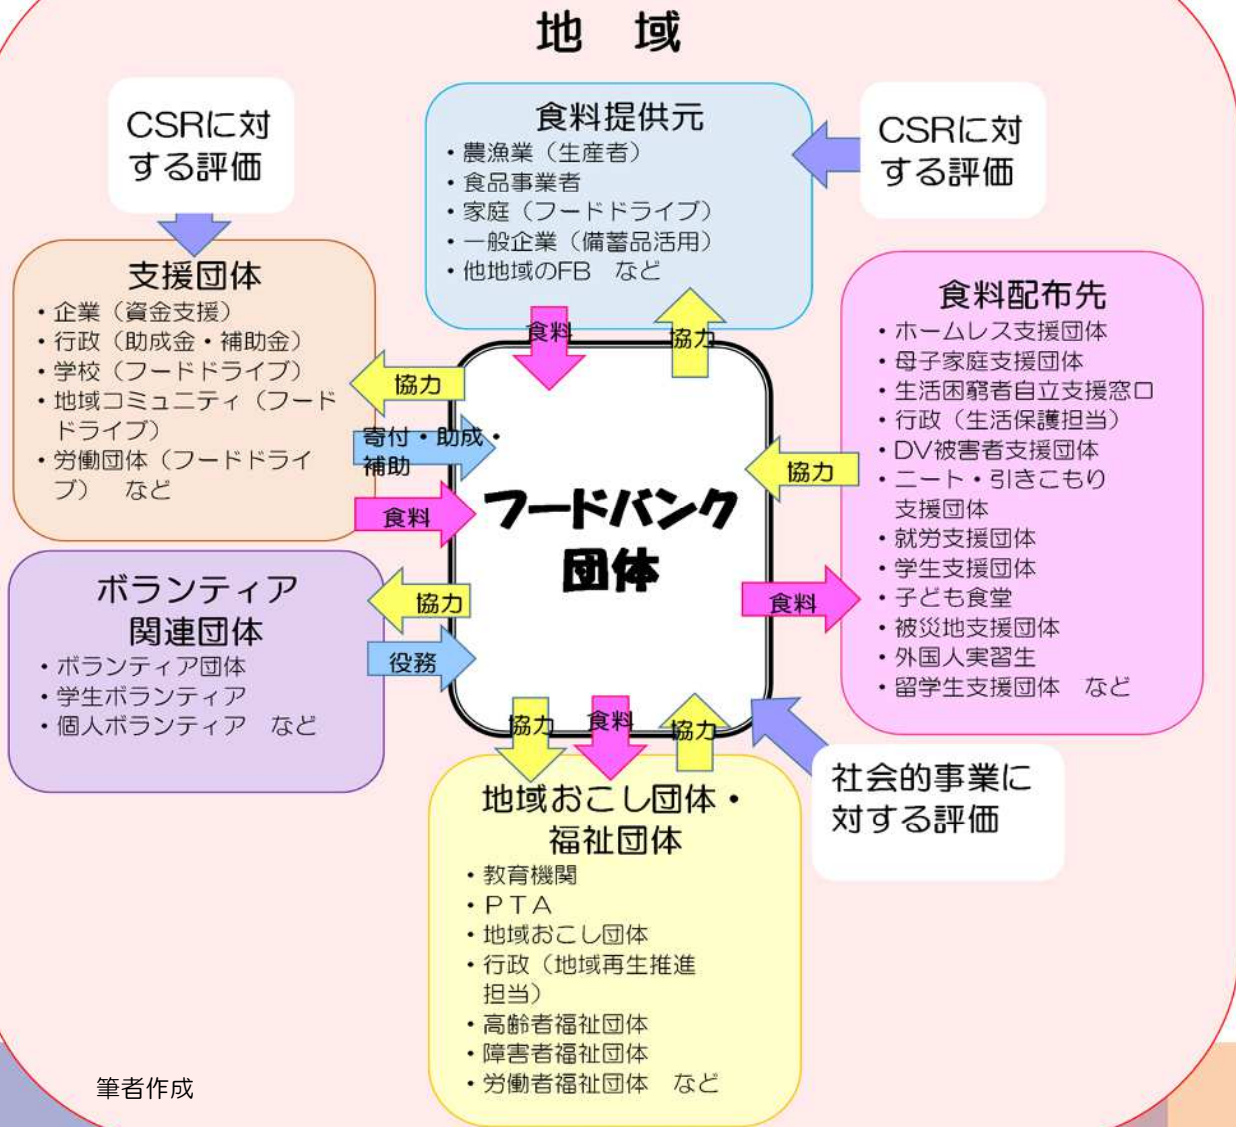 地　域
CSRに対
する評価
食料提供元
・農漁業（生産者）
・食品事業者
・家庭（フードドライブ）
・一般企業（備蓄品活用）
・他地域のFB　など
CSRに対
する評価
支援団体
・企業（資金支援）
・行政（助成金・補助金）
・学校（フードドライブ）
・地域コミュニティ（フード
ドライブ）
・労働団体（フードドライ
ブ）　など
食料
協力
協力
寄付・助成・
補助
食料
フードバンク
団体
食料配布先
・ホームレス支援団体
・母子家庭支援団体
・生活困窮者自立支援窓口
・行政（生活保護担当）
・DV被害者支援団体
・ニート・引きこもり
支援団体
・就労支援団体
・学生支援団体
・子ども食堂
・被災地支援団体
・外国人実習生
・留学生支援団体　など
協力
食料
ボランティア
関連団体
・ボランティア団体
・学生ボランティア
・個人ボランティア　など
協力
役務
協力
食料
協力
社会的事業に
対する評価
地域おこし団体・
福祉団体
・教育機関
・ＰＴＡ
・地域おこし団体
・行政（地域再生推進
担当）
・高齢者福祉団体
・障害者福祉団体
・労働者福祉団体　など
筆者作成